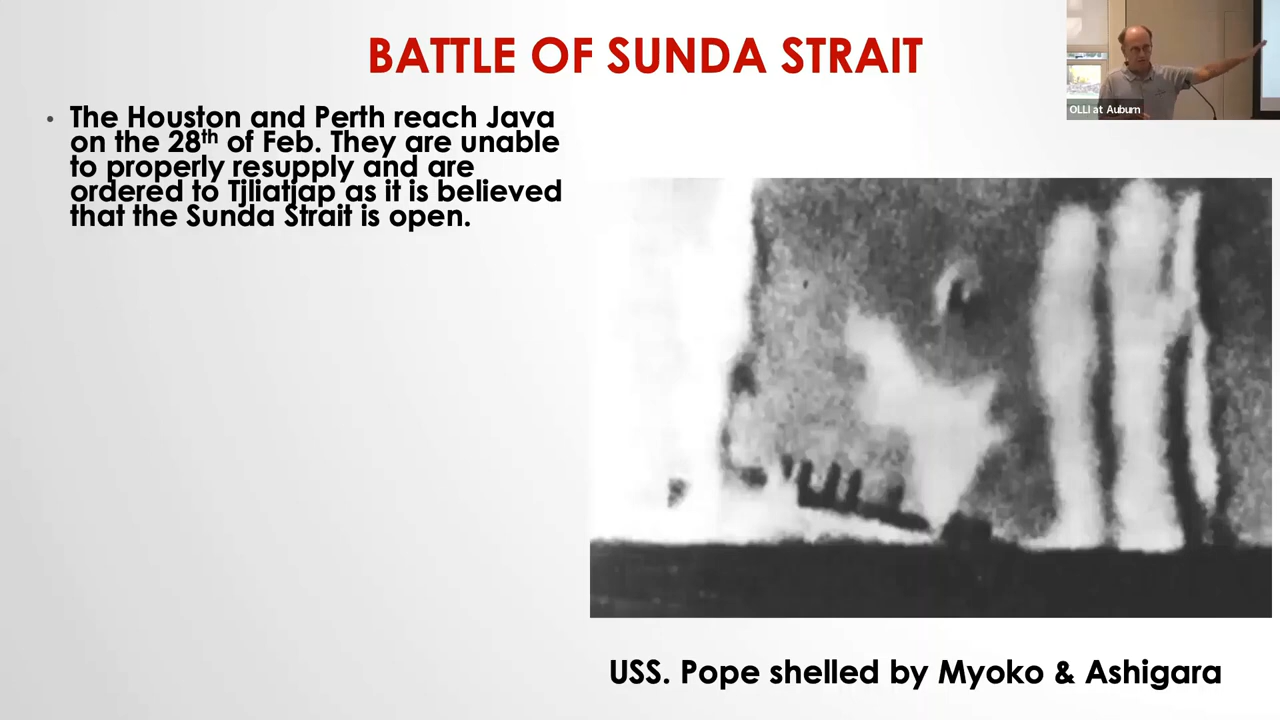 BATTLE OF SUNDA STRAIT
OLLI at Auburn
• The Houston and Perth reach Java
on the 28th of Feb. They are unable
to properly resupply and are
ordered to Tjliatjap as it is believed
that the Sunda Strait is open.
USS. Pope shelled by Myoko & Ashigara